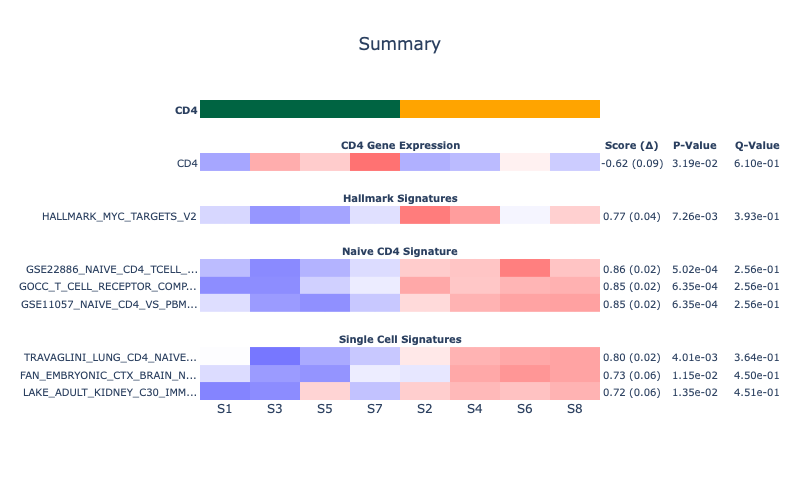 Summary
CD4
CD4 Gene Expression Score (Δ) P-Value Q-Value
CD4 -0.62 (0.09) 3.19e-02 6.10e-01
Hallmark Signatures
HALLMARK_MYC_TARGETS_V2 0.77 (0.04) 7.26e-03 3.93e-01
Naive CD4 Signature
GSE22886_NAIVE_CD4_TCELL_... 0.86 (0.02) 5.02e-04 2.56e-01
GOCC_T_CELL_RECEPTOR_COMP... 0.85 (0.02) 6.35e-04 2.56e-01
GSE11057_NAIVE_CD4_VS_PBM... 0.85 (0.02) 6.35e-04 2.56e-01
Single Cell Signatures
TRAVAGLINI_LUNG_CD4_NAIVE... 0.80 (0.02) 4.01e-03 3.64e-01
FAN_EMBRYONIC_CTX_BRAIN_N... 0.73 (0.06) 1.15e-02 4.50e-01
LAKE_ADULT_KIDNEY_C30_IMM... 0.72 (0.06) 1.35e-02 4.51e-01
S1 S3 S5 S7 S2 S4 S6 S8